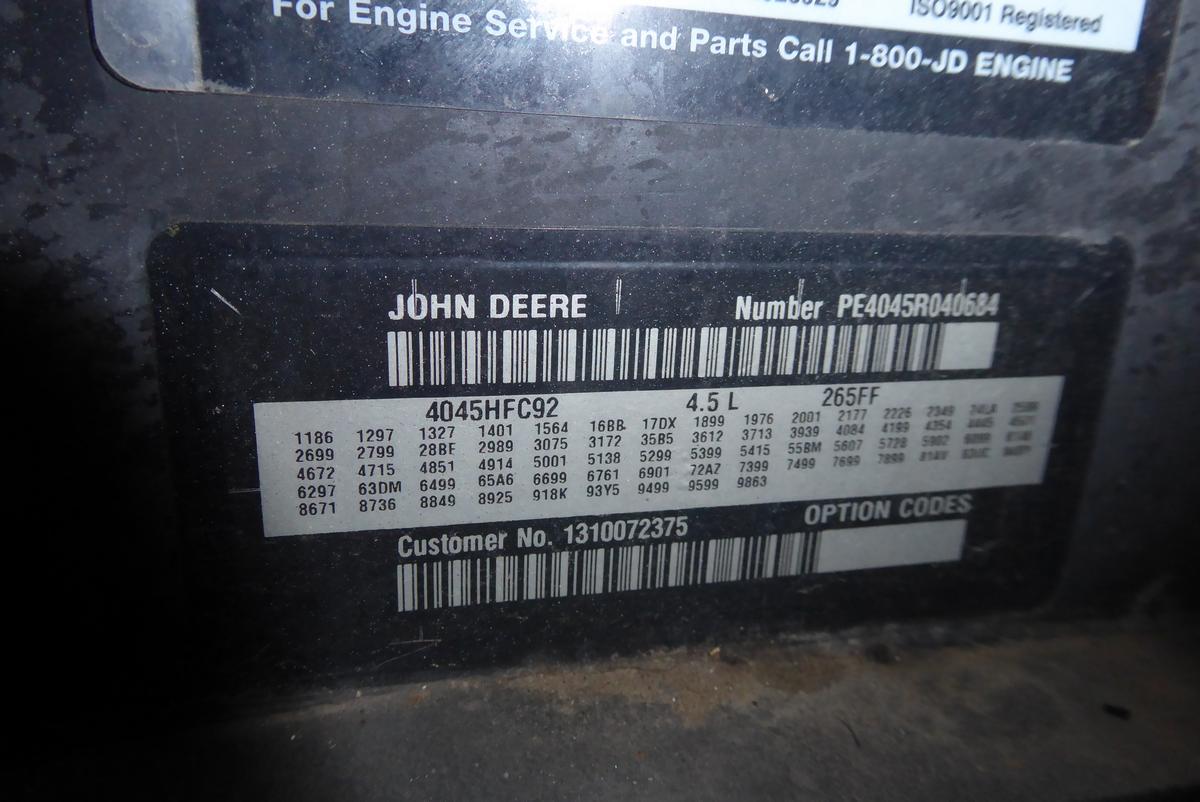 ISO9001 Registered
For Engine Service and Parts Call 1-800-JD ENGINE
JOHN DEERE Number PE4045R040684
4045HFC92 4.5 L 265FF
1186 1297 1327 1401 1564 16BB 17DX 1899 1976 2001 2177 2226 2349 74LA
2699 2799 28BF 2989 3075 3172 35B5 3612 3713 3939 4084 4199 4354 4445
4672 4715 4851 4914 5001 5138 5299 5399 5415 55BM 5607 5728 5902
6297 63DM 6499 65A6 6699 6761 6901 72AZ 7399 7499 7699 7899
8671 8736 8849 8925 918K 93Y5 9499 9599 9863
OPTION CODES
Customer No. 1310072375